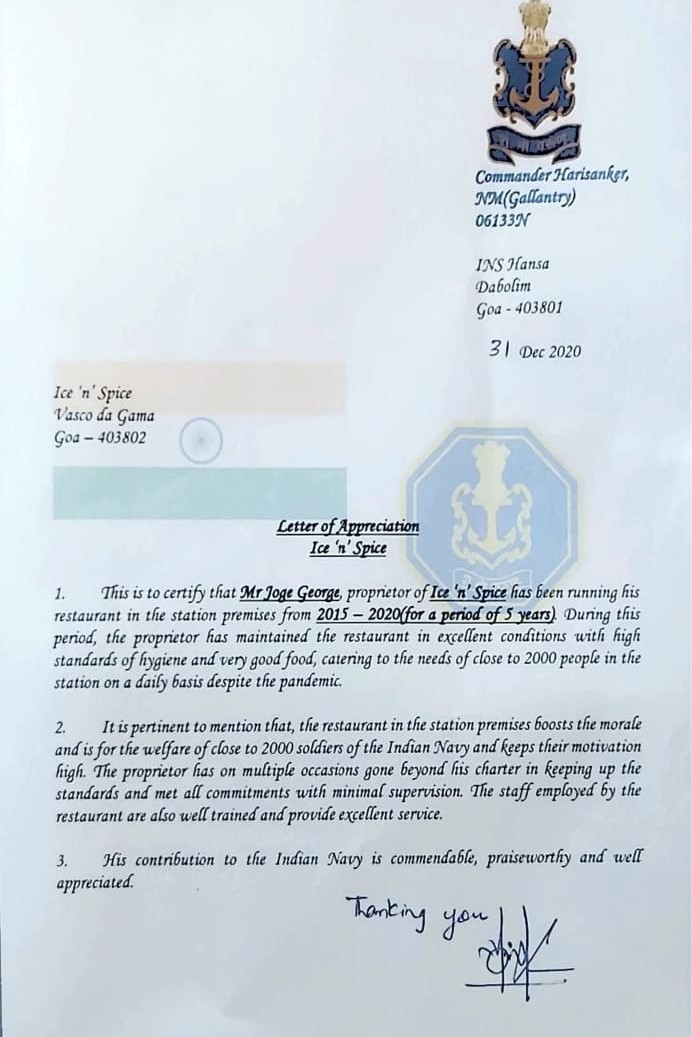 Commander Harisanker,
NM(Gallantry)
06133N
INS Hansa
Dabolim
Goa - 403801
31 Dec 2020
Ice 'n' Spice
Vasco da Gama
Goa – 403802
Letter of Appreciation
Ice 'n' Spice
1. This is to certify that Mr Joge George, proprietor of Ice 'n' Spice has been running his
restaurant in the station premises from 2015 – 2020(for a period of 5 years). During this
period, the proprietor has maintained the restaurant in excellent conditions with high
standards of hygiene and very good food, catering to the needs of close to 2000 people in the
station on a daily basis despite the pandemic.
2. It is pertinent to mention that, the restaurant in the station premises boosts the morale
and is for the welfare of close to 2000 soldiers of the Indian Navy and keeps their motivation
high. The proprietor has on multiple occasions gone beyond his charter in keeping up the
standards and met all commitments with minimal supervision. The staff employed by the
restaurant are also well trained and provide excellent service.
3. His contribution to the Indian Navy is commendable, praiseworthy and well
appreciated.
Thanking you